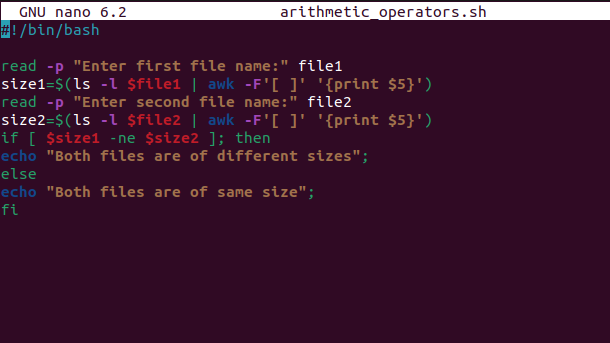 GNU nano 6.2 arithmetic_operators.sh
#!/bin/bash
read -p "Enter first file name:" file1
size1=$(ls -l $file1 | awk -F'[ ]' '{print $5}')
read -p "Enter second file name:" file2
size2=$(ls -l $file2 | awk -F'[ ]' '{print $5}')
if [ $size1 -ne $size2 ]; then
echo "Both files are of different sizes";
else
echo "Both files are of same size";
fi